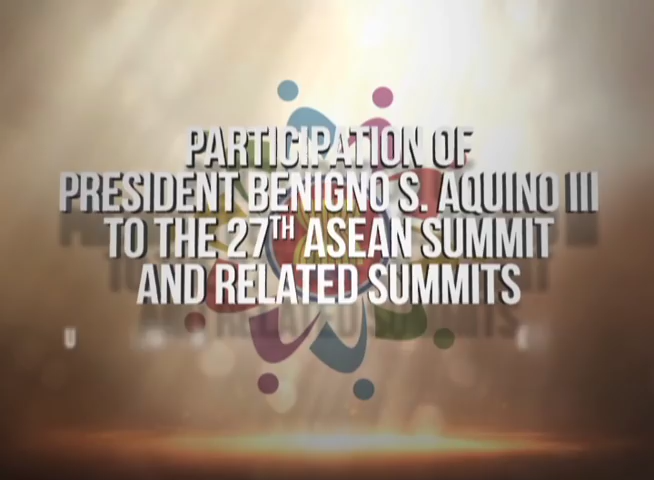 PARTICIPATION OF
PRESIDENT BENIGNO S. AQUINO III
TO THE 27TH ASEAN SUMMIT
AND RELATED SUMMITS